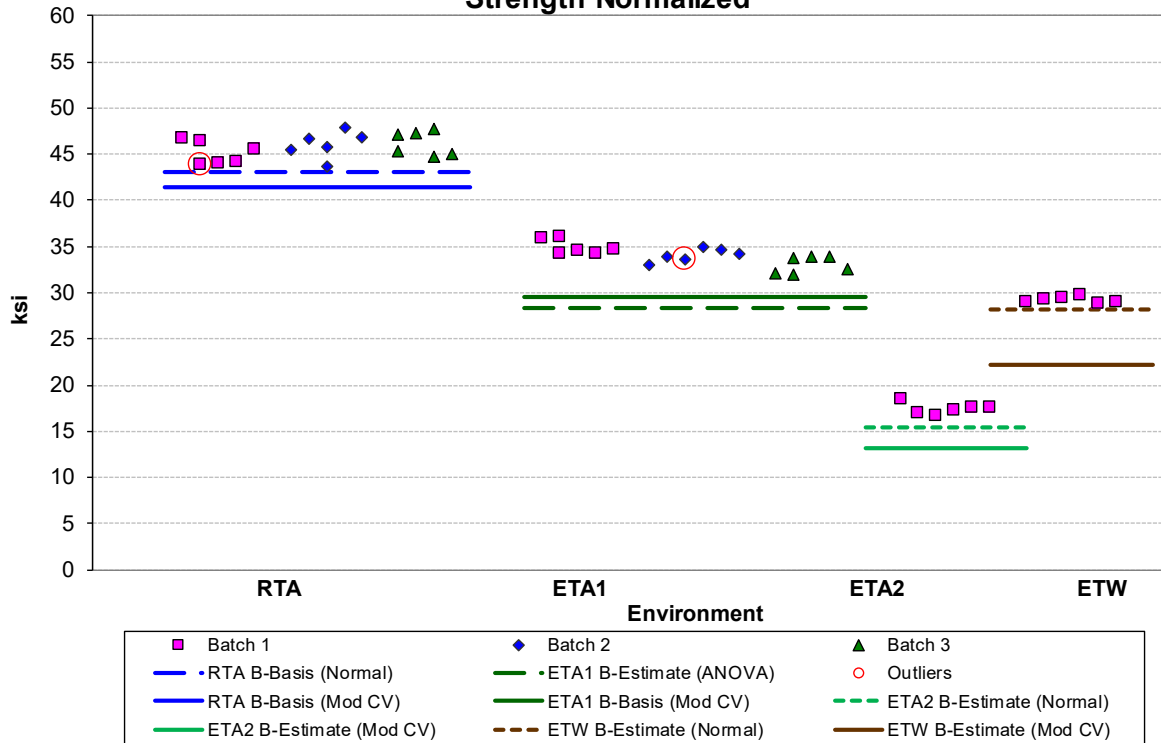 Strength Normalized
60
55
50
45
40
35
30
25
20
15
10
5
0
ksi
RTA ETA1 ETA2 ETW
Environment
Batch 1 Batch 2 Batch 3
RTA B-Basis (Normal) ETA1 B-Estimate (ANOVA) Outliers
RTA B-Basis (Mod CV) ETA1 B-Basis (Mod CV) ETA2 B-Estimate (Normal)
ETA2 B-Estimate (Mod CV) ETW B-Estimate (Normal) ETW B-Estimate (Mod CV)